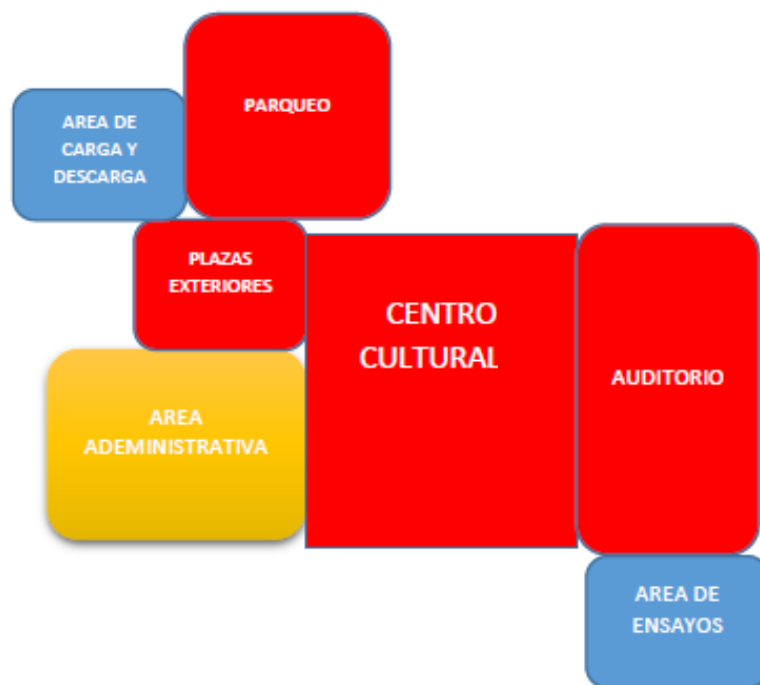 PARQUEO
AREA DE
CARGA Y
DESCARGA
PLAZAS
EXTERIORES
CENTRO
CULTURAL
AUDITORIO
AREA
ADEMINISTRATIVA
AREA DE
ENSAYOS